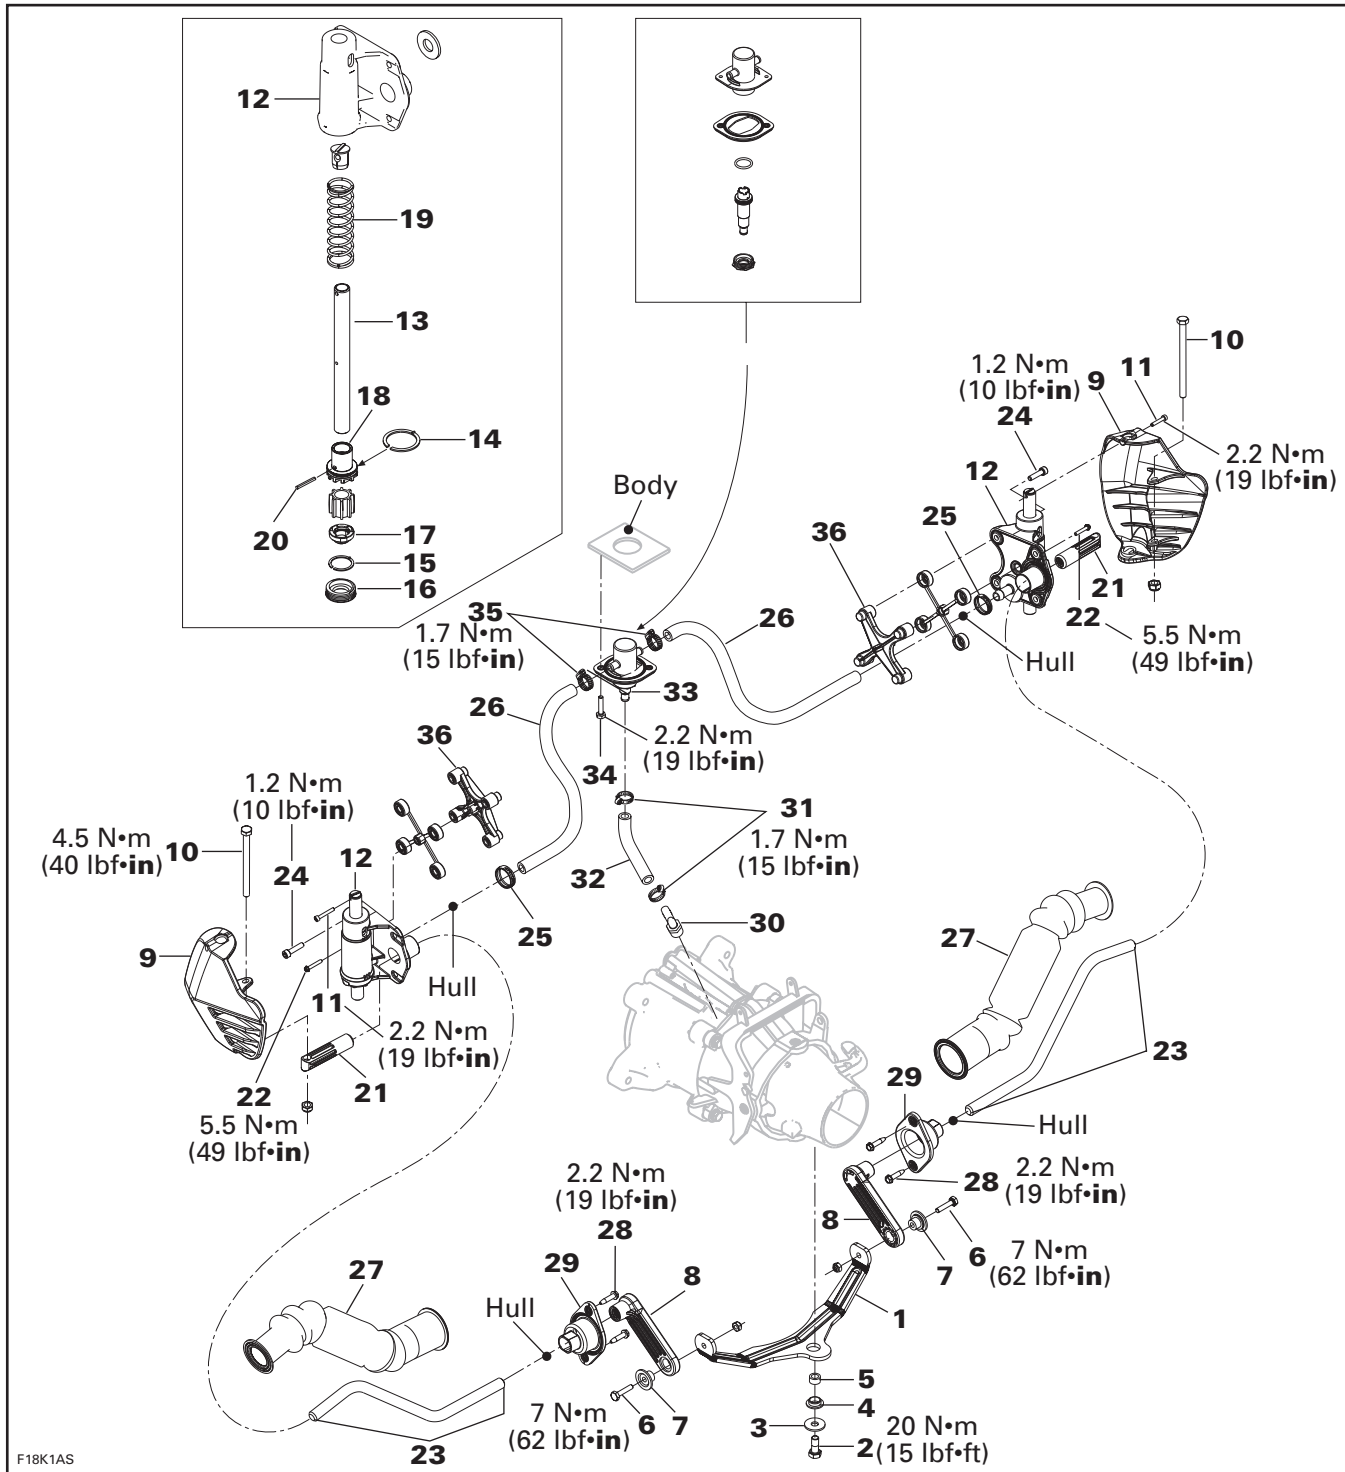 12
19
13
18
14
20
17
15
16
10
1.2 N•m
(10 lbf•in)
9
11
24
2.2 N•m
(19 lbf•in)
12
Body
25
36
21
22
35
1.7 N•m
(15 lbf•in)
26
Hull
5.5 N•m
(49 lbf•in)
33
26
36
2.2 N•m
(19 lbf•in)
34
1.2 N•m
(10 lbf•in)
31
1.7 N•m
(15 lbf•in)
4.5 N•m
(40 lbf•in)
10
12
24
32
30
25
27
9
Hull
11
2.2 N•m
(19 lbf•in)
23
22
21
29
5.5 N•m
(49 lbf•in)
Hull
2.2 N•m
(19 lbf•in)
28
2.2 N•m
(19 lbf•in)
8
28
6
7 N•m
(62 lbf•in)
7
29
27
8
Hull
1
5
4
6
7
7 N•m
(62 lbf•in)
3
20 N•m
(15 lbf•ft)
2
23
F18K1AS